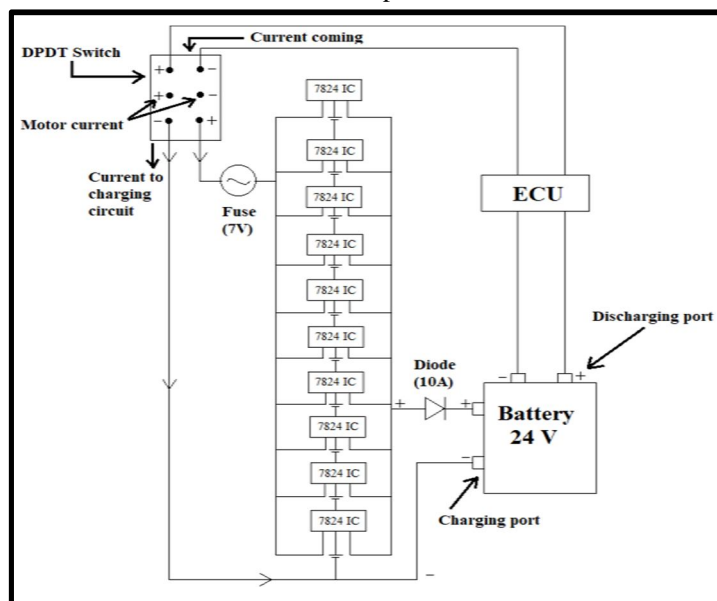 Current coming
DPDT Switch
+ -
+ -
Motor current
- +
Current to
charging
circuit
Fuse
(7V)
7824 IC
7824 IC
7824 IC
7824 IC
7824 IC
7824 IC
7824 IC
7824 IC
7824 IC
7824 IC
ECU
Discharging port
- +
Diode
(10A)
+ +
Battery
24 V
-
Charging port
-